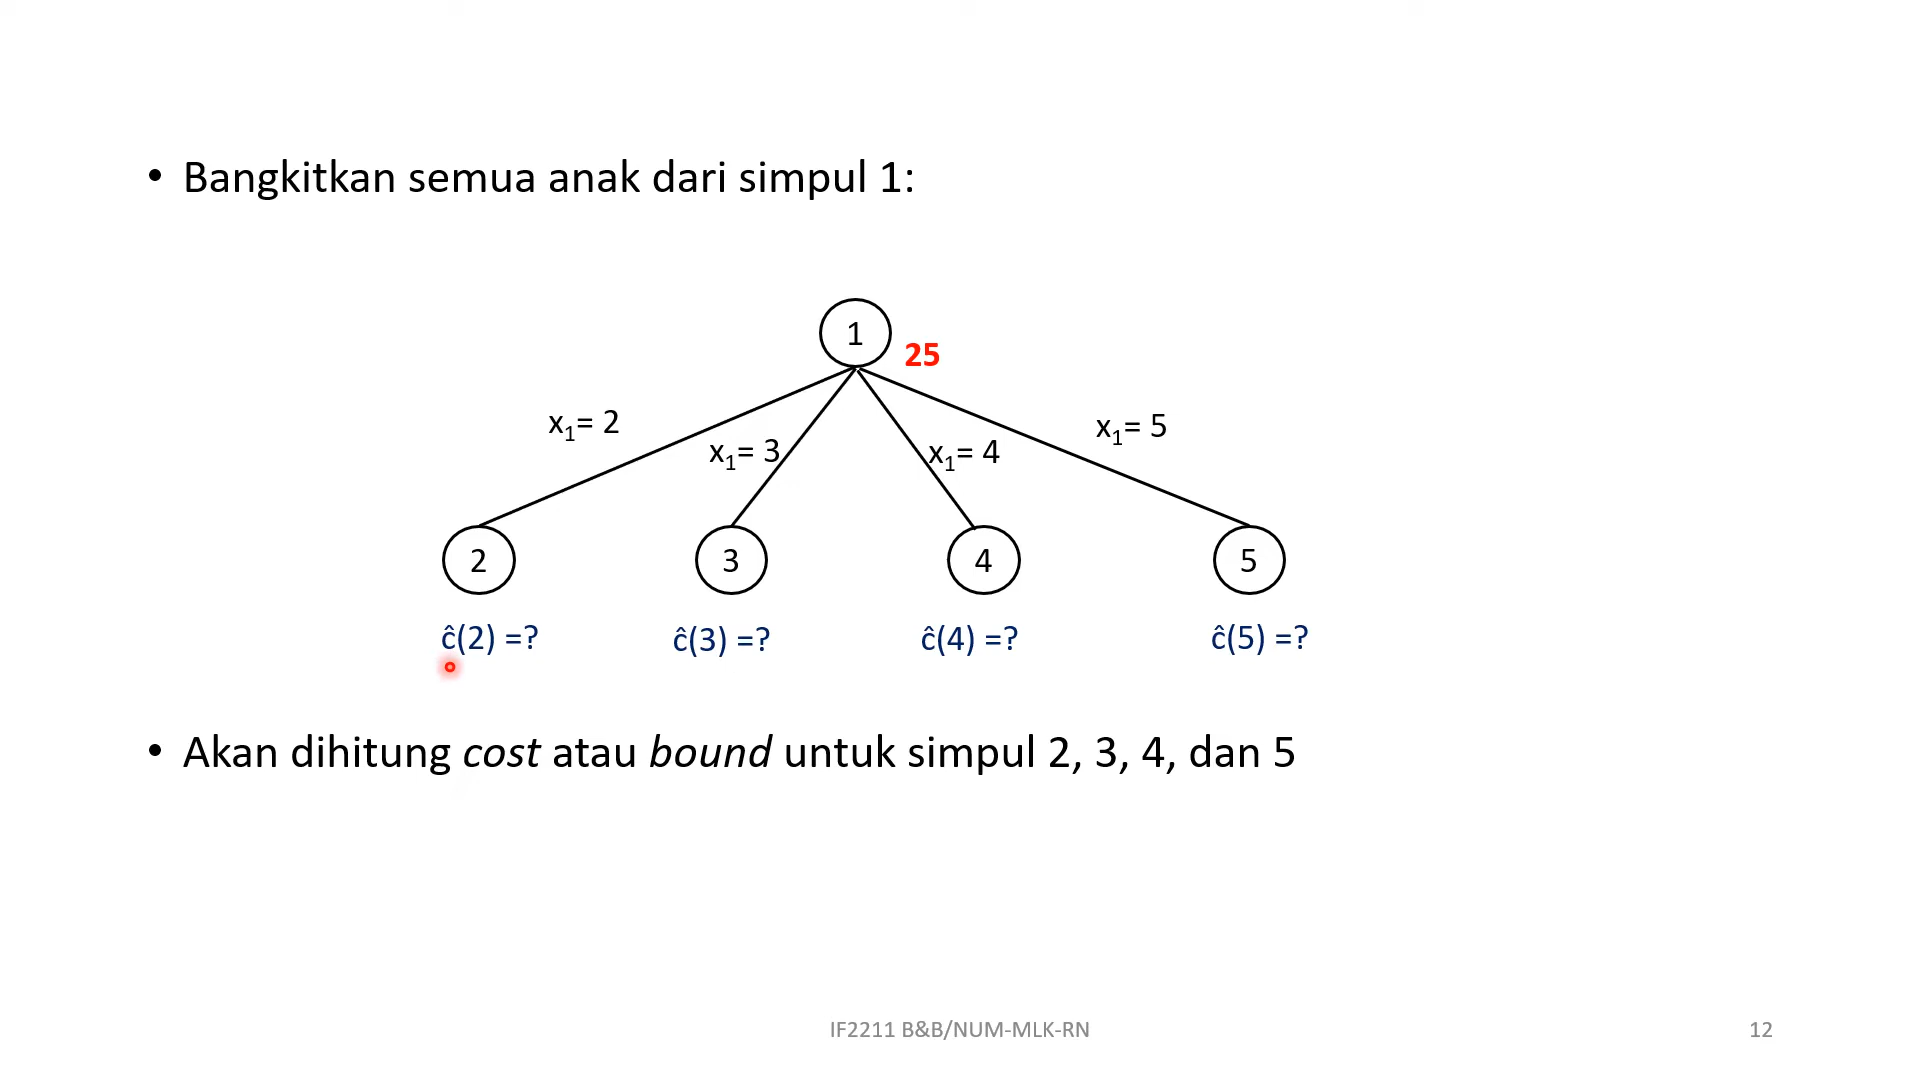 • Bangkitkan semua anak dari simpul 1:
1
25
x₁= 2
x₁= 3
x₁= 4
x₁= 5
2
3
4
5
ĉ(2) =?
ĉ(3) =?
ĉ(4) =?
ĉ(5) =?
• Akan dihitung cost atau bound untuk simpul 2, 3, 4, dan 5
IF2211 B&B/NUM-MLK-RN
12